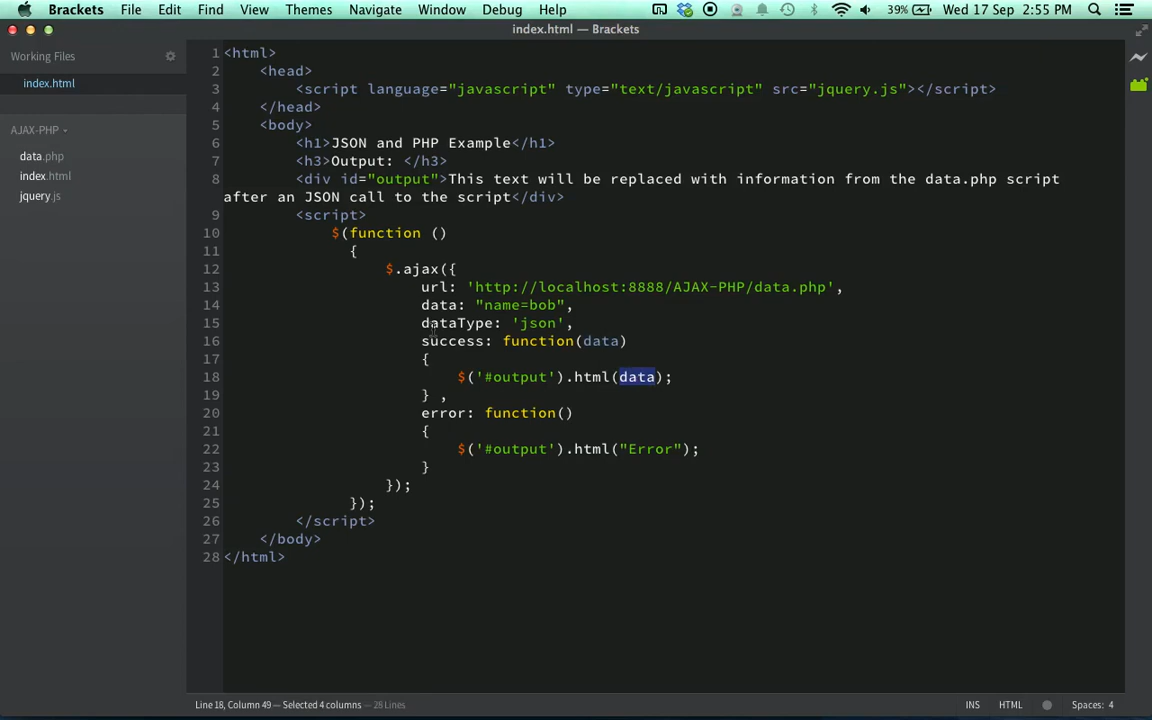 Brackets File Edit Find View Themes Navigate Window Debug Help 39% Wed 17 Sep 2:55 PM
index.html — Brackets
Working Files
index.html
AJAX-PHP
data.php
index.html
jquery.js
1 <html>
2 <head>
3 <script language="javascript" type="text/javascript" src="jquery.js"></script>
4 </head>
5 <body>
6 <h1>JSON and PHP Example</h1>
7 <h3>Output: </h3>
8 <div id="output">This text will be replaced with information from the data.php script
after an JSON call to the script</div>
9 <script>
10 $(function ()
11 {
12 $.ajax({
13 url: 'http://localhost:8888/AJAX-PHP/data.php',
14 data: "name=bob",
15 dataType: 'json',
16 success: function(data)
17 {
18 $('#output').html(data);
19 } ,
20 error: function()
21 {
22 $('#output').html("Error");
23 }
24 });
25 });
26 </script>
27 </body>
28 </html>
Line 18, Column 49 — Selected 4 columns — 28 Lines INS HTML Spaces: 4